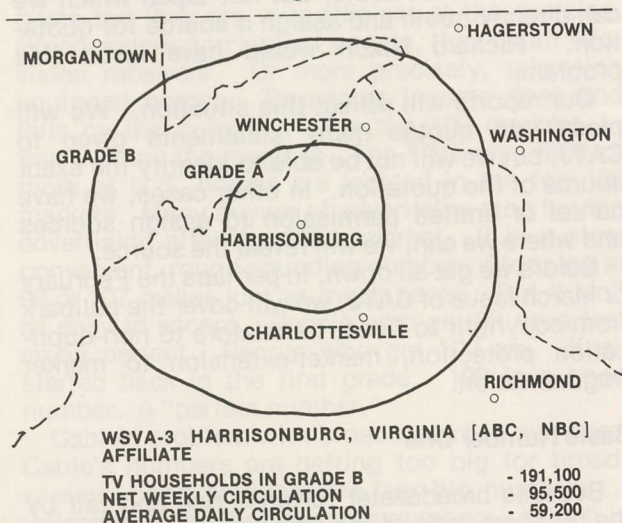 HAGERSTOWN
MORGANTOWN
WINCHESTER
WASHINGTON
GRADE B
GRADE A
HARRISONBURG
CHARLOTTESVILLE
RICHMOND
WSVA-3 HARRISONBURG, VIRGINIA [ABC, NBC]
AFFILIATE
TV HOUSEHOLDS IN GRADE B - 191,100
NET WEEKLY CIRCULATION - 95,500
AVERAGE DAILY CIRCULATION - 59,200